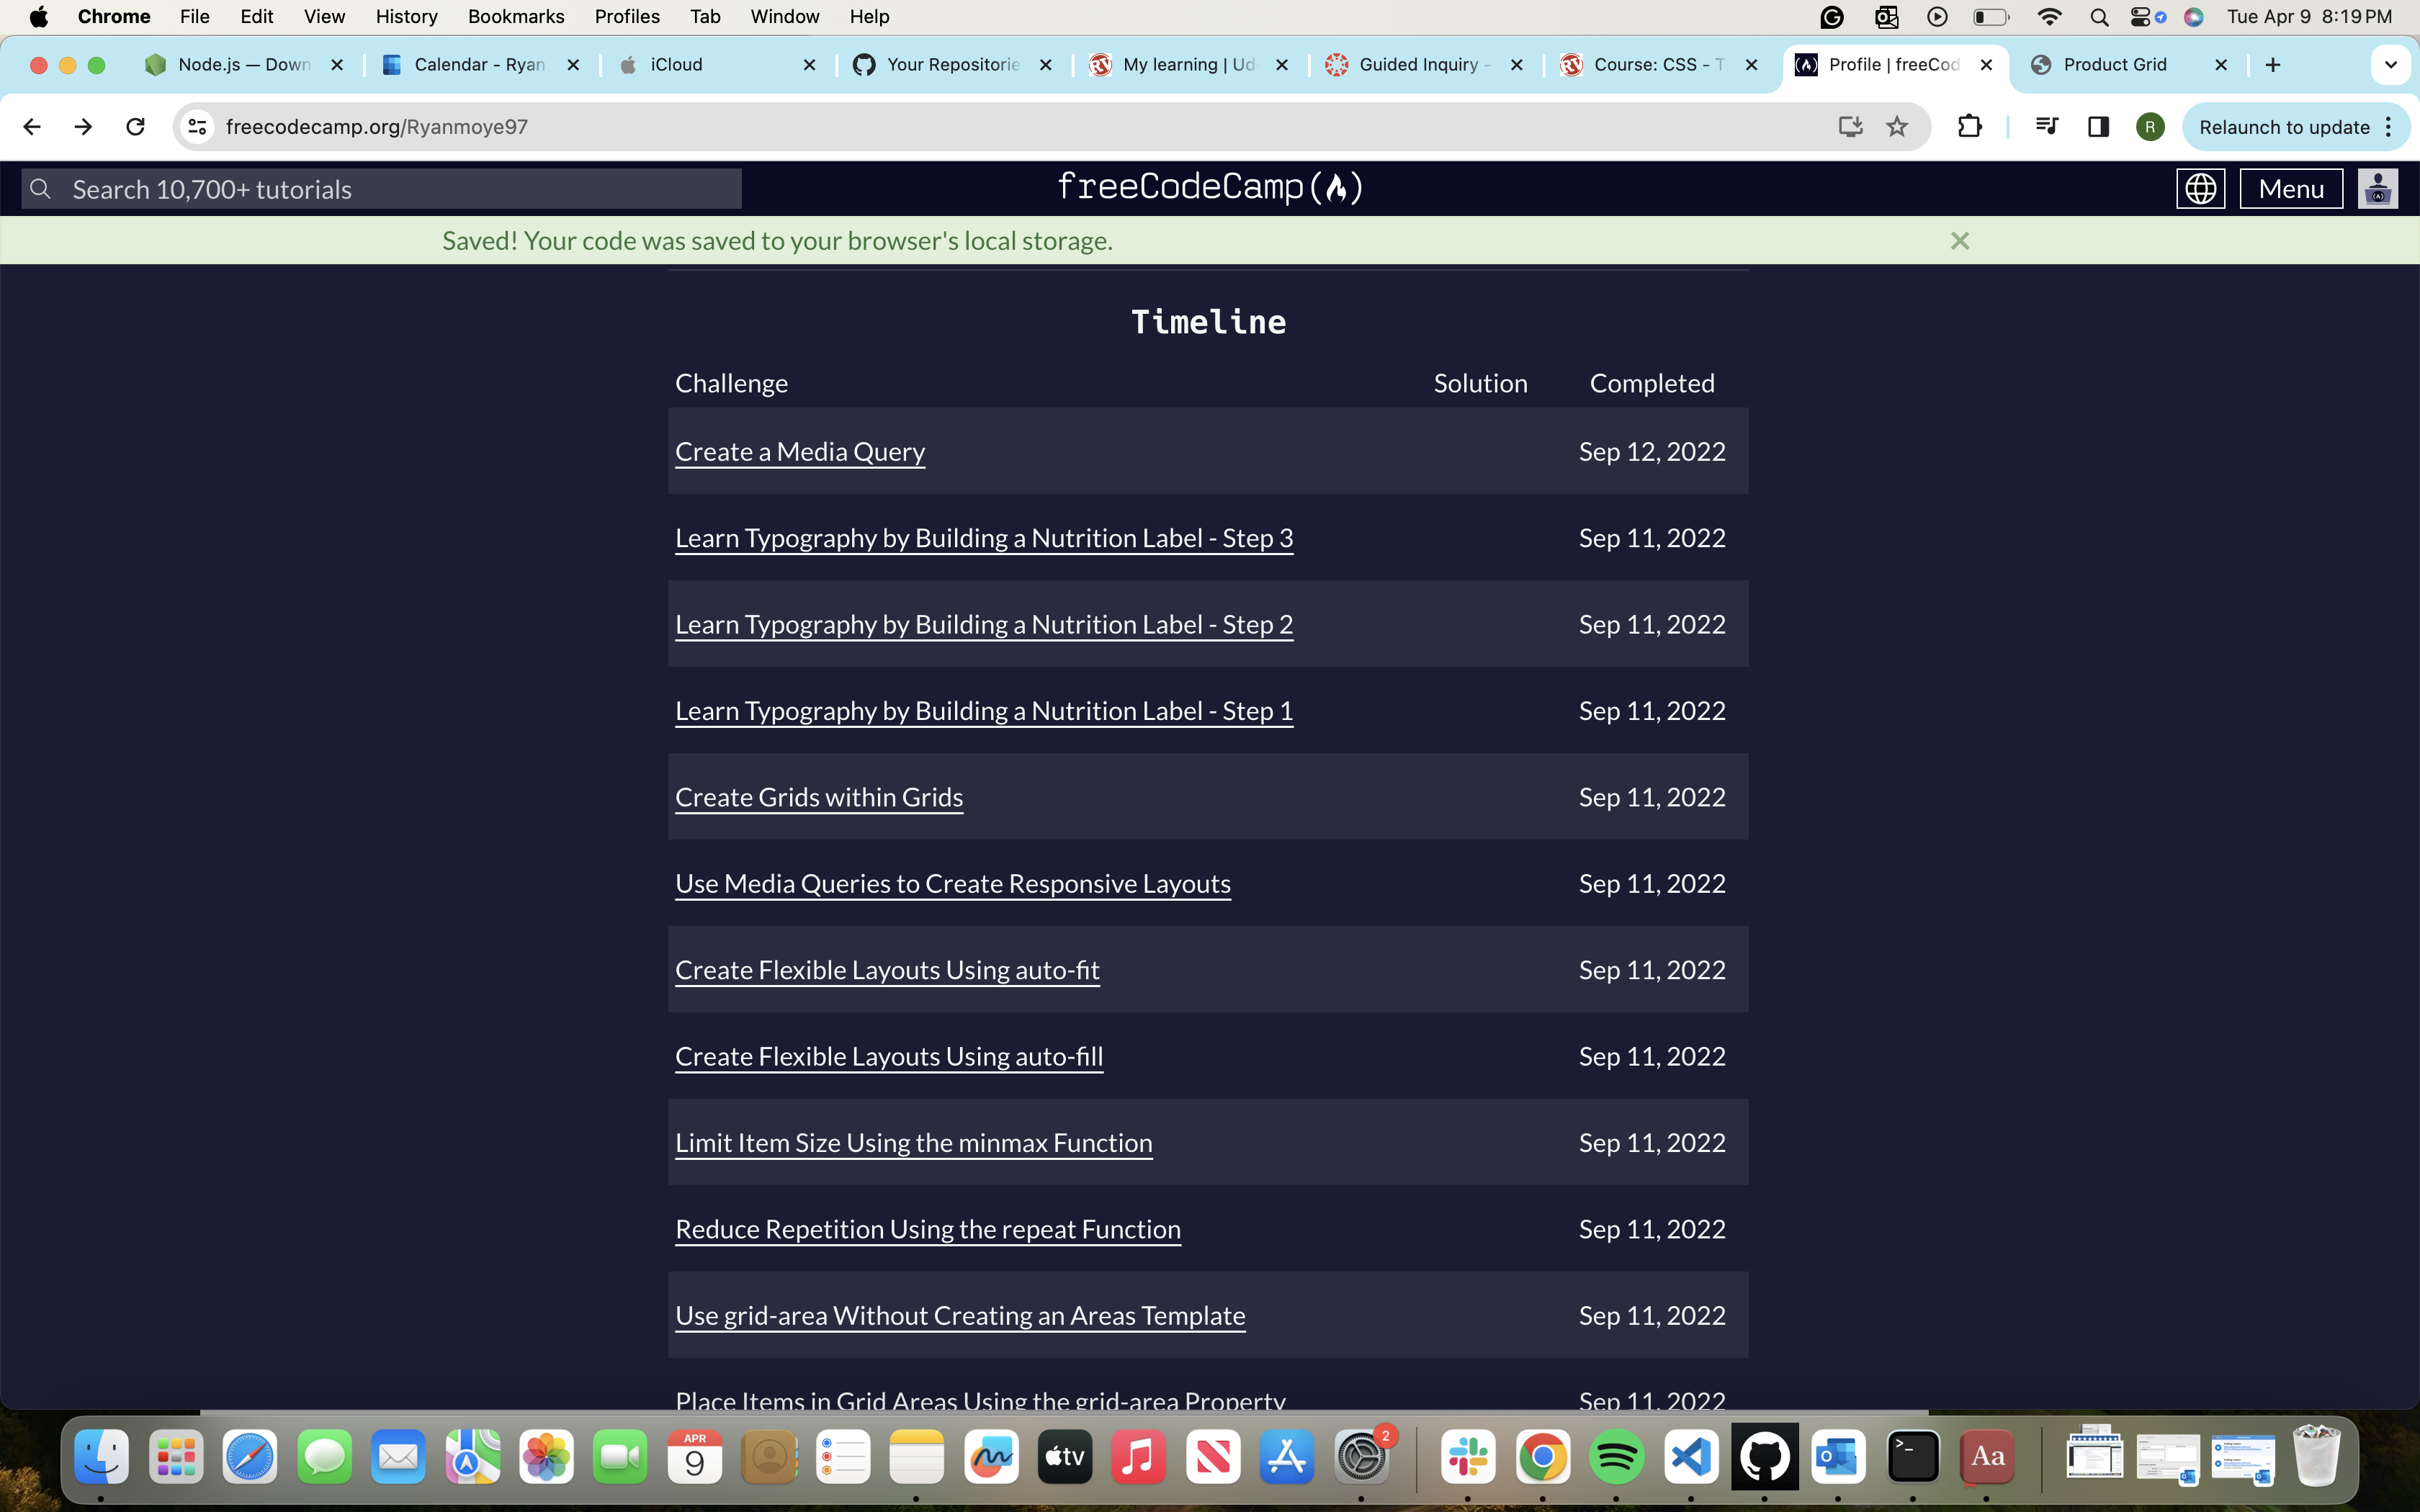 Chrome File Edit View History Bookmarks Profiles Tab Window Help Tue Apr 9 8:19 PM
Node.js — Down Calendar - Ryan iCloud Your Repositorie My learning | Ud Guided Inquiry - Course: CSS - T Profile | freeCod Product Grid
freecodecamp.org/Ryanmoye97 R Relaunch to update
Search 10,700+ tutorials freeCodeCamp Menu
Saved! Your code was saved to your browser's local storage.
Timeline
Challenge Solution Completed
Create a Media Query Sep 12, 2022
Learn Typography by Building a Nutrition Label - Step 3 Sep 11, 2022
Learn Typography by Building a Nutrition Label - Step 2 Sep 11, 2022
Learn Typography by Building a Nutrition Label - Step 1 Sep 11, 2022
Create Grids within Grids Sep 11, 2022
Use Media Queries to Create Responsive Layouts Sep 11, 2022
Create Flexible Layouts Using auto-fit Sep 11, 2022
Create Flexible Layouts Using auto-fill Sep 11, 2022
Limit Item Size Using the minmax Function Sep 11, 2022
Reduce Repetition Using the repeat Function Sep 11, 2022
Use grid-area Without Creating an Areas Template Sep 11, 2022
Place Items in Grid Areas Using the grid-area Property Sep 11, 2022
APR
9
tv
2
Aa